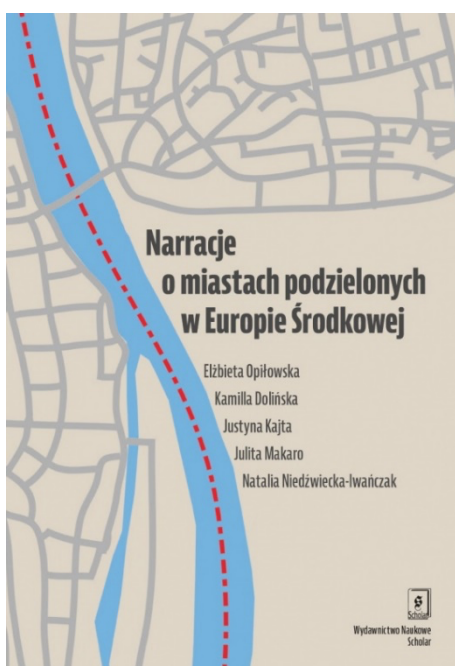 Narracje
o miastach podzielonych
w Europie Środkowej
Elżbieta Opiłowska
Kamilla Dolińska
Justyna Kajta
Julita Makaro
Natalia Niedźwiecka-Iwańczak
Scholar
Wydawnictwo Naukowe
Scholar